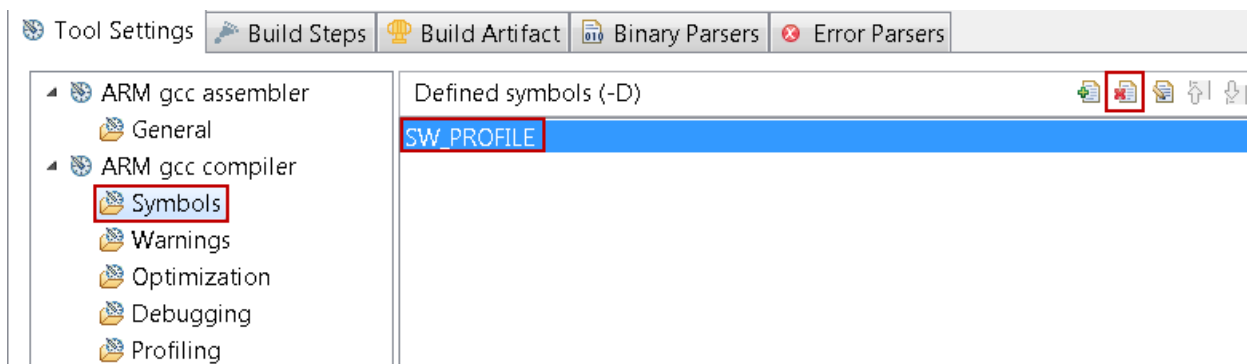 Tool Settings Build Steps Build Artifact Binary Parsers Error Parsers
ARM gcc assembler
General
ARM gcc compiler
Symbols
Warnings
Optimization
Debugging
Profiling
Defined symbols (-D)
SW_PROFILE